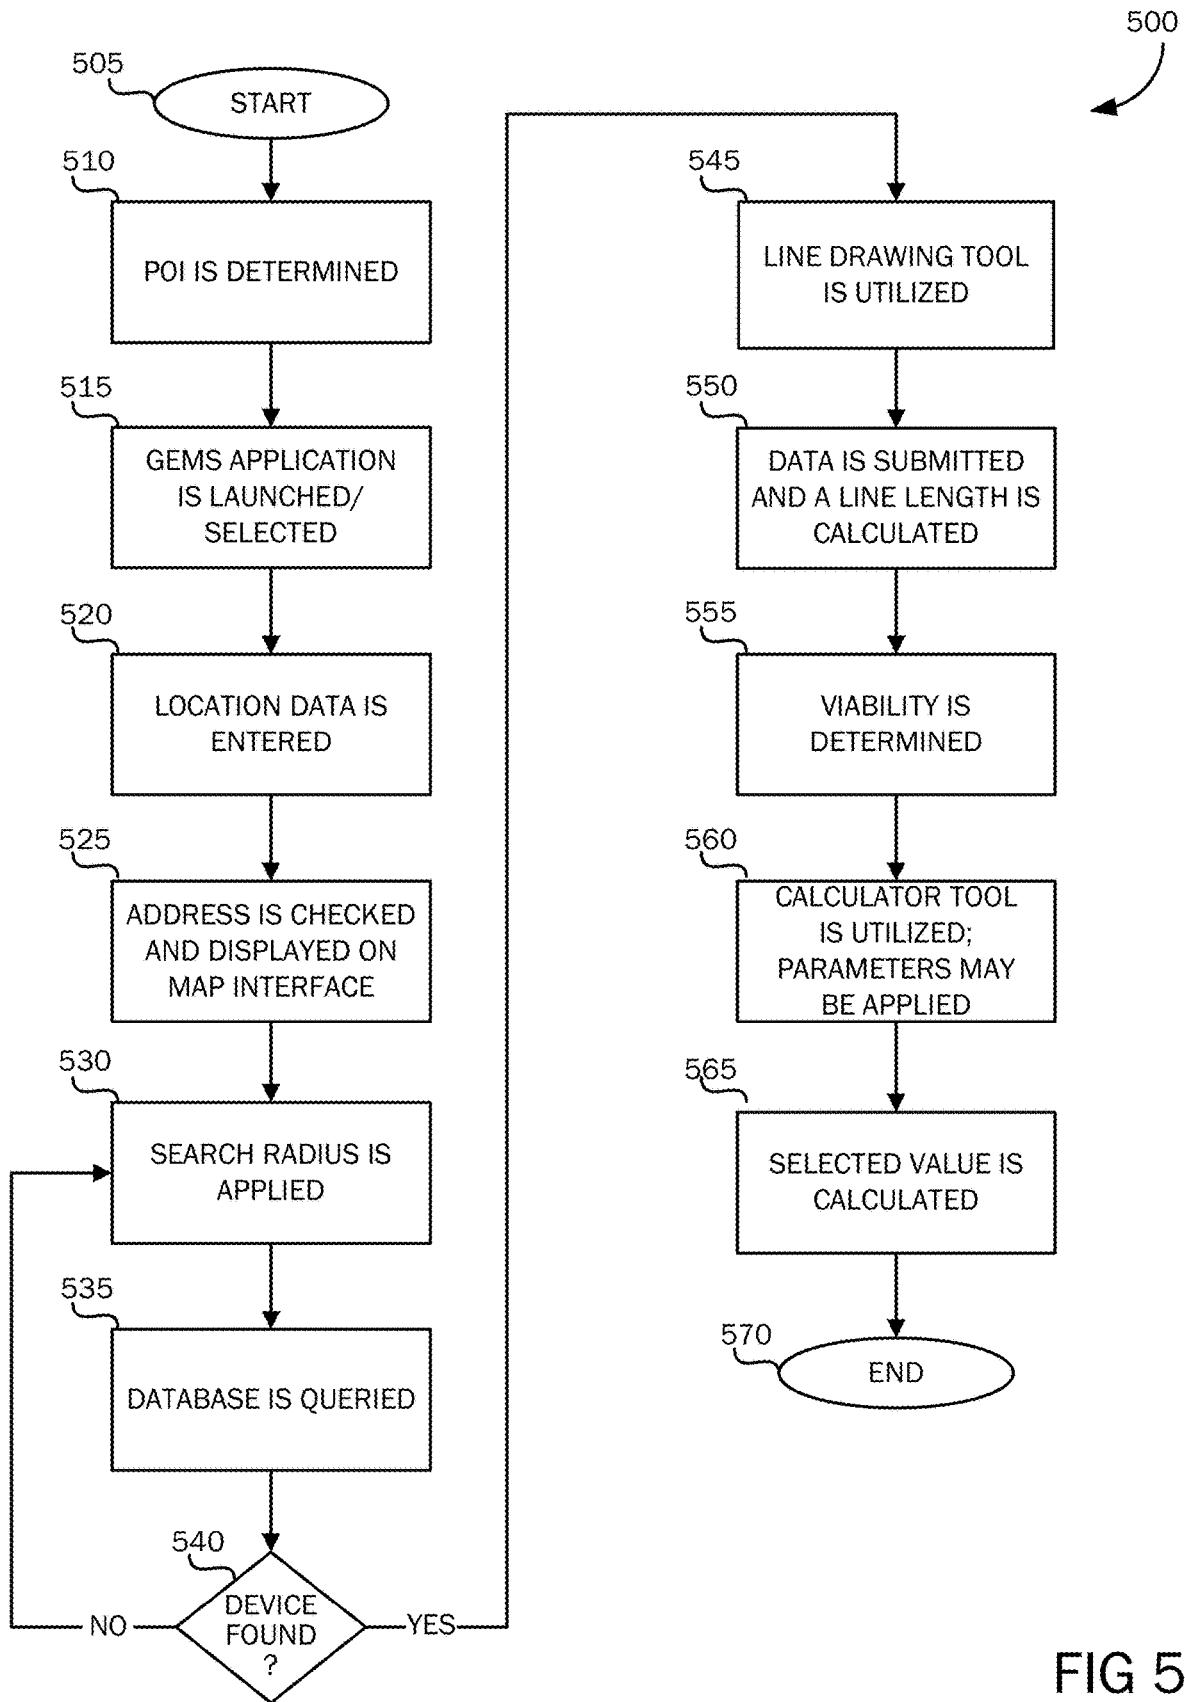 500
505
START
510
POI IS DETERMINED
515
GEMS APPLICATION
IS LAUNCHED/
SELECTED
520
LOCATION DATA IS
ENTERED
525
ADDRESS IS CHECKED
AND DISPLAYED ON
MAP INTERFACE
530
SEARCH RADIUS IS
APPLIED
535
DATABASE IS QUERIED
540
DEVICE
FOUND
?
NO
YES
545
LINE DRAWING TOOL
IS UTILIZED
550
DATA IS SUBMITTED
AND A LINE LENGTH IS
CALCULATED
555
VIABILITY IS
DETERMINED
560
CALCULATOR TOOL
IS UTILIZED;
PARAMETERS MAY
BE APPLIED
565
SELECTED VALUE IS
CALCULATED
570
END
FIG 5